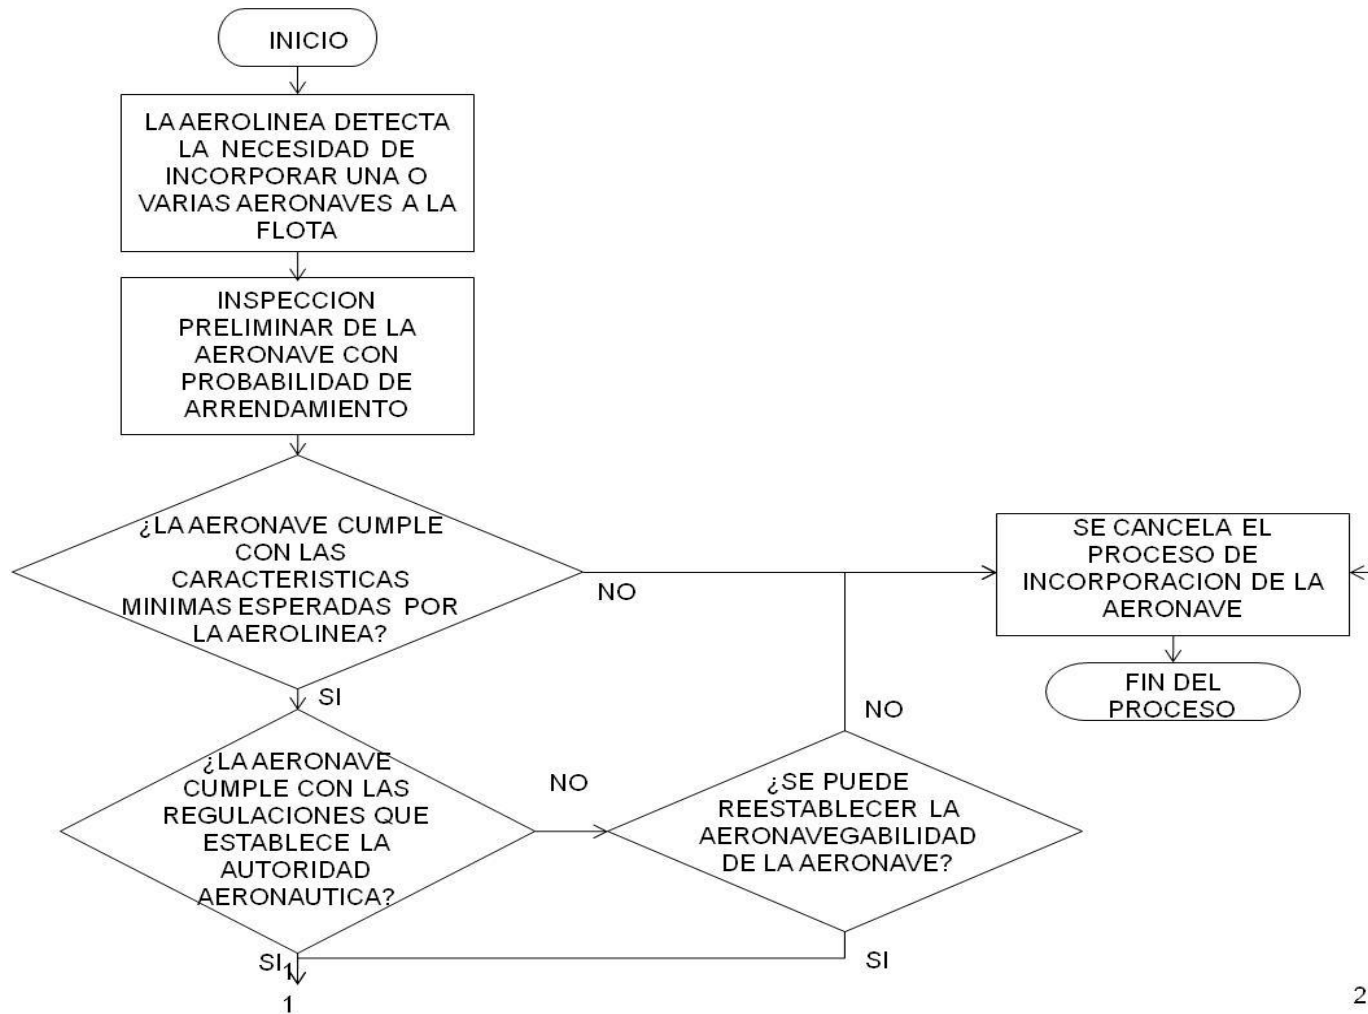 INICIO
LA AEROLINEA DETECTA
LA NECESIDAD DE
INCORPORAR UNA O
VARIAS AERONAVES A LA
FLOTA
INSPECCION
PRELIMINAR DE LA
AERONAVE CON
PROBABILIDAD DE
ARRENDAMIENTO
¿LA AERONAVE CUMPLE
CON LAS
CARACTERISTICAS
MINIMAS ESPERADAS POR
LA AEROLINEA?
NO
SE CANCELA EL
PROCESO DE
INCORPORACION DE LA
AERONAVE
FIN DEL
PROCESO
SI
¿LA AERONAVE
CUMPLE CON LAS
REGULACIONES QUE
ESTABLECE LA
AUTORIDAD
AERONAUTICA?
NO
NO
¿SE PUEDE
REESTABLECER LA
AERONAVEGABILIDAD
DE LA AERONAVE?
SI
1
SI
1
2